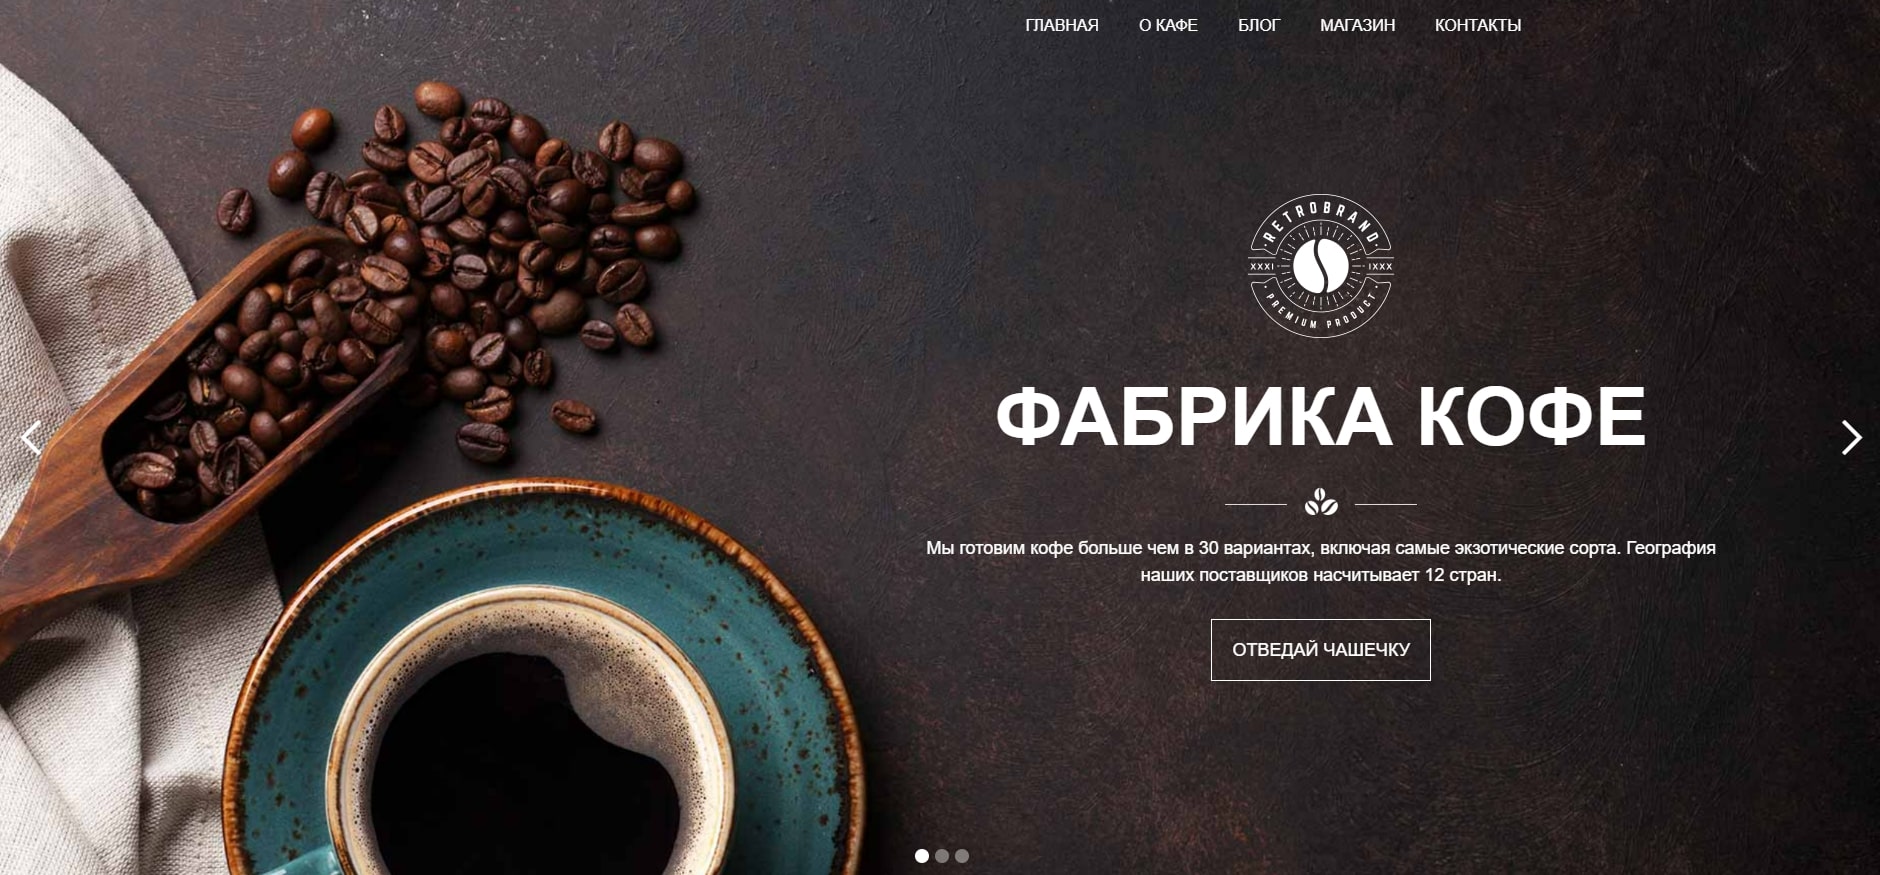 ГЛАВНАЯ О КАФЕ БЛОГ МАГАЗИН КОНТАКТЫ
RETROBRAND
XXXI IXXX
PREMIUM PRODUCT
ФАБРИКА КОФЕ
Мы готовим кофе больше чем в 30 вариантах, включая самые экзотические сорта. География
наших поставщиков насчитывает 12 стран.
ОТВЕДАЙ ЧАШЕЧКУ